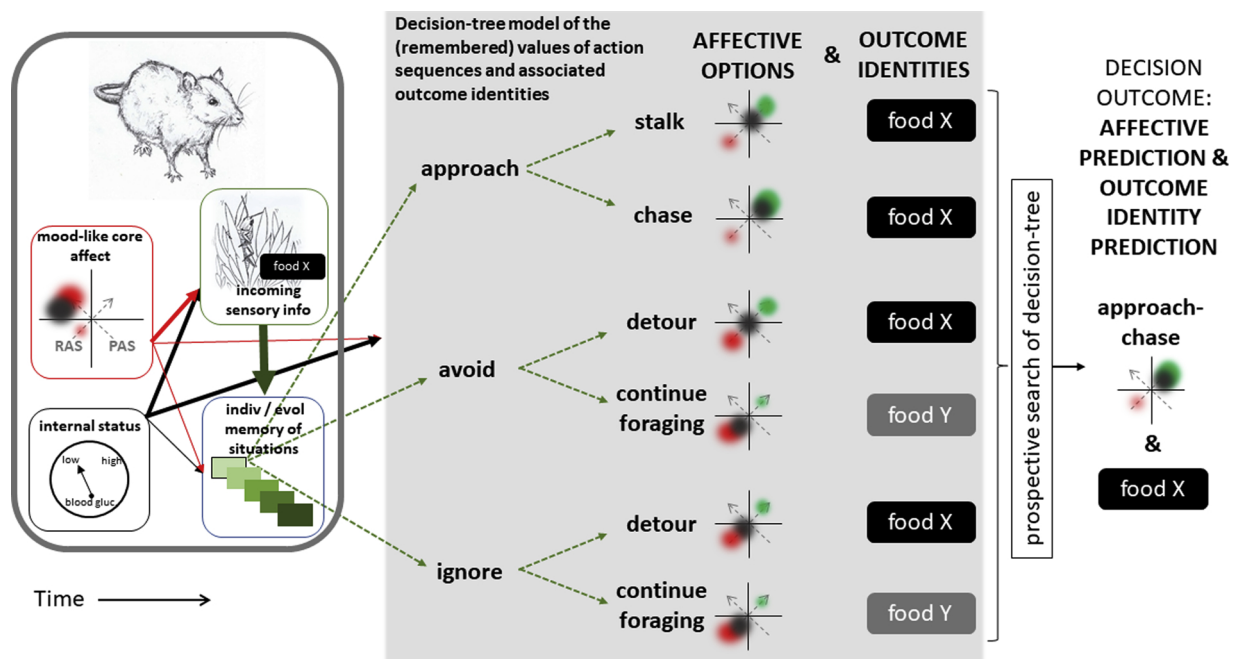 mood-like core
affect
RAS PAS
food X
incoming
sensory info
internal status
low high
blood gluc.
indiv / evol
memory of
situations
Time
Decision-tree model of the
(remembered) values of action
sequences and associated
outcome identities
AFFECTIVE
OPTIONS
&
OUTCOME
IDENTITIES
approach
stalk
food X
chase
food X
avoid
detour
food X
continue
foraging
food Y
ignore
detour
food X
continue
foraging
food Y
prospective search of decision-tree
DECISION
OUTCOME:
AFFECTIVE
PREDICTION &
OUTCOME
IDENTITY
PREDICTION
approach-
chase
&
food X